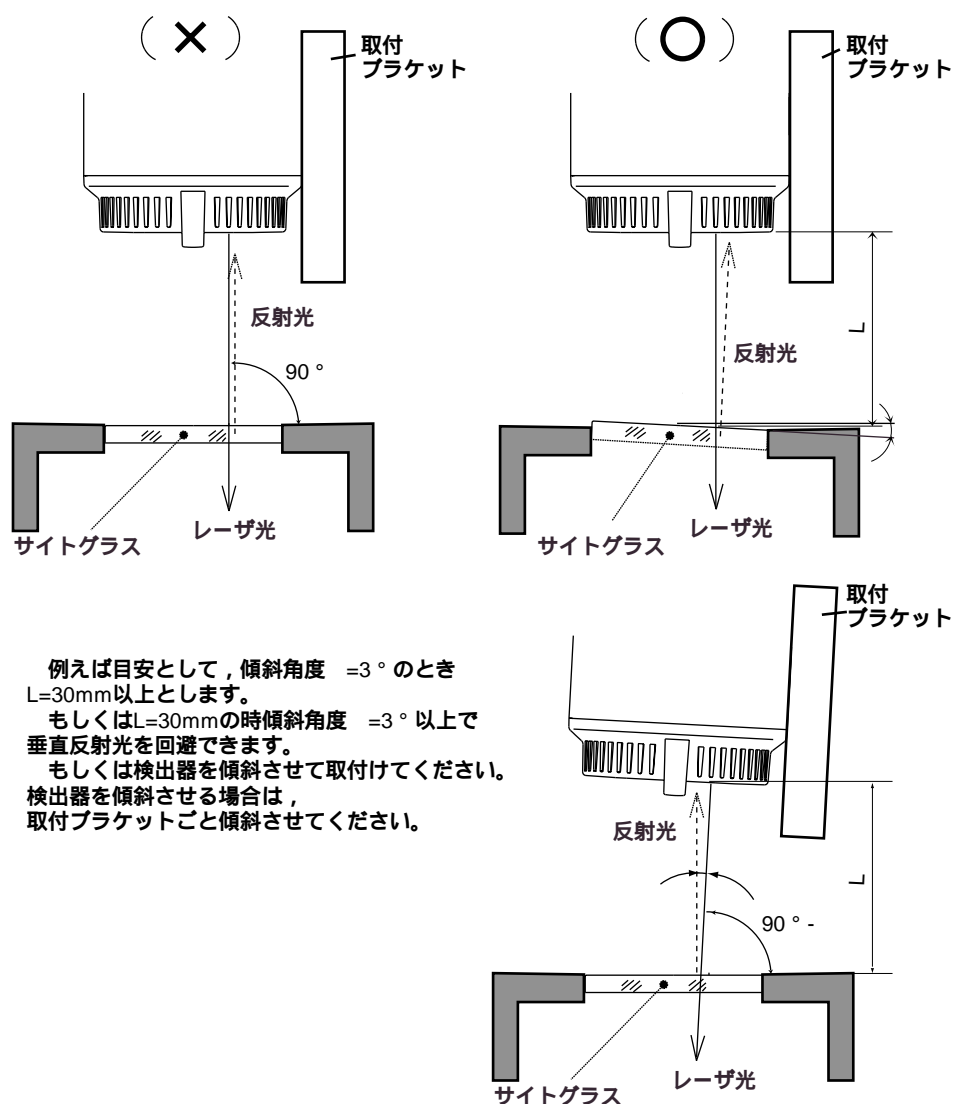 （×）
取付
ブラケット
反射光
90 °
サイトグラス
レーザ光
（○）
取付
ブラケット
反射光
L
サイトグラス
レーザ光
例えば目安として , 傾斜角度　=3 ° のとき
L=30mm以上とします。
もしくはL=30mmの時傾斜角度　=3 ° 以上で
垂直反射光を回避できます。
もしくは検出器を傾斜させて取付けてください。
検出器を傾斜させる場合は ,
取付ブラケットごと傾斜させてください。
取付
ブラケット
反射光
L
90 ° -
サイトグラス
レーザ光